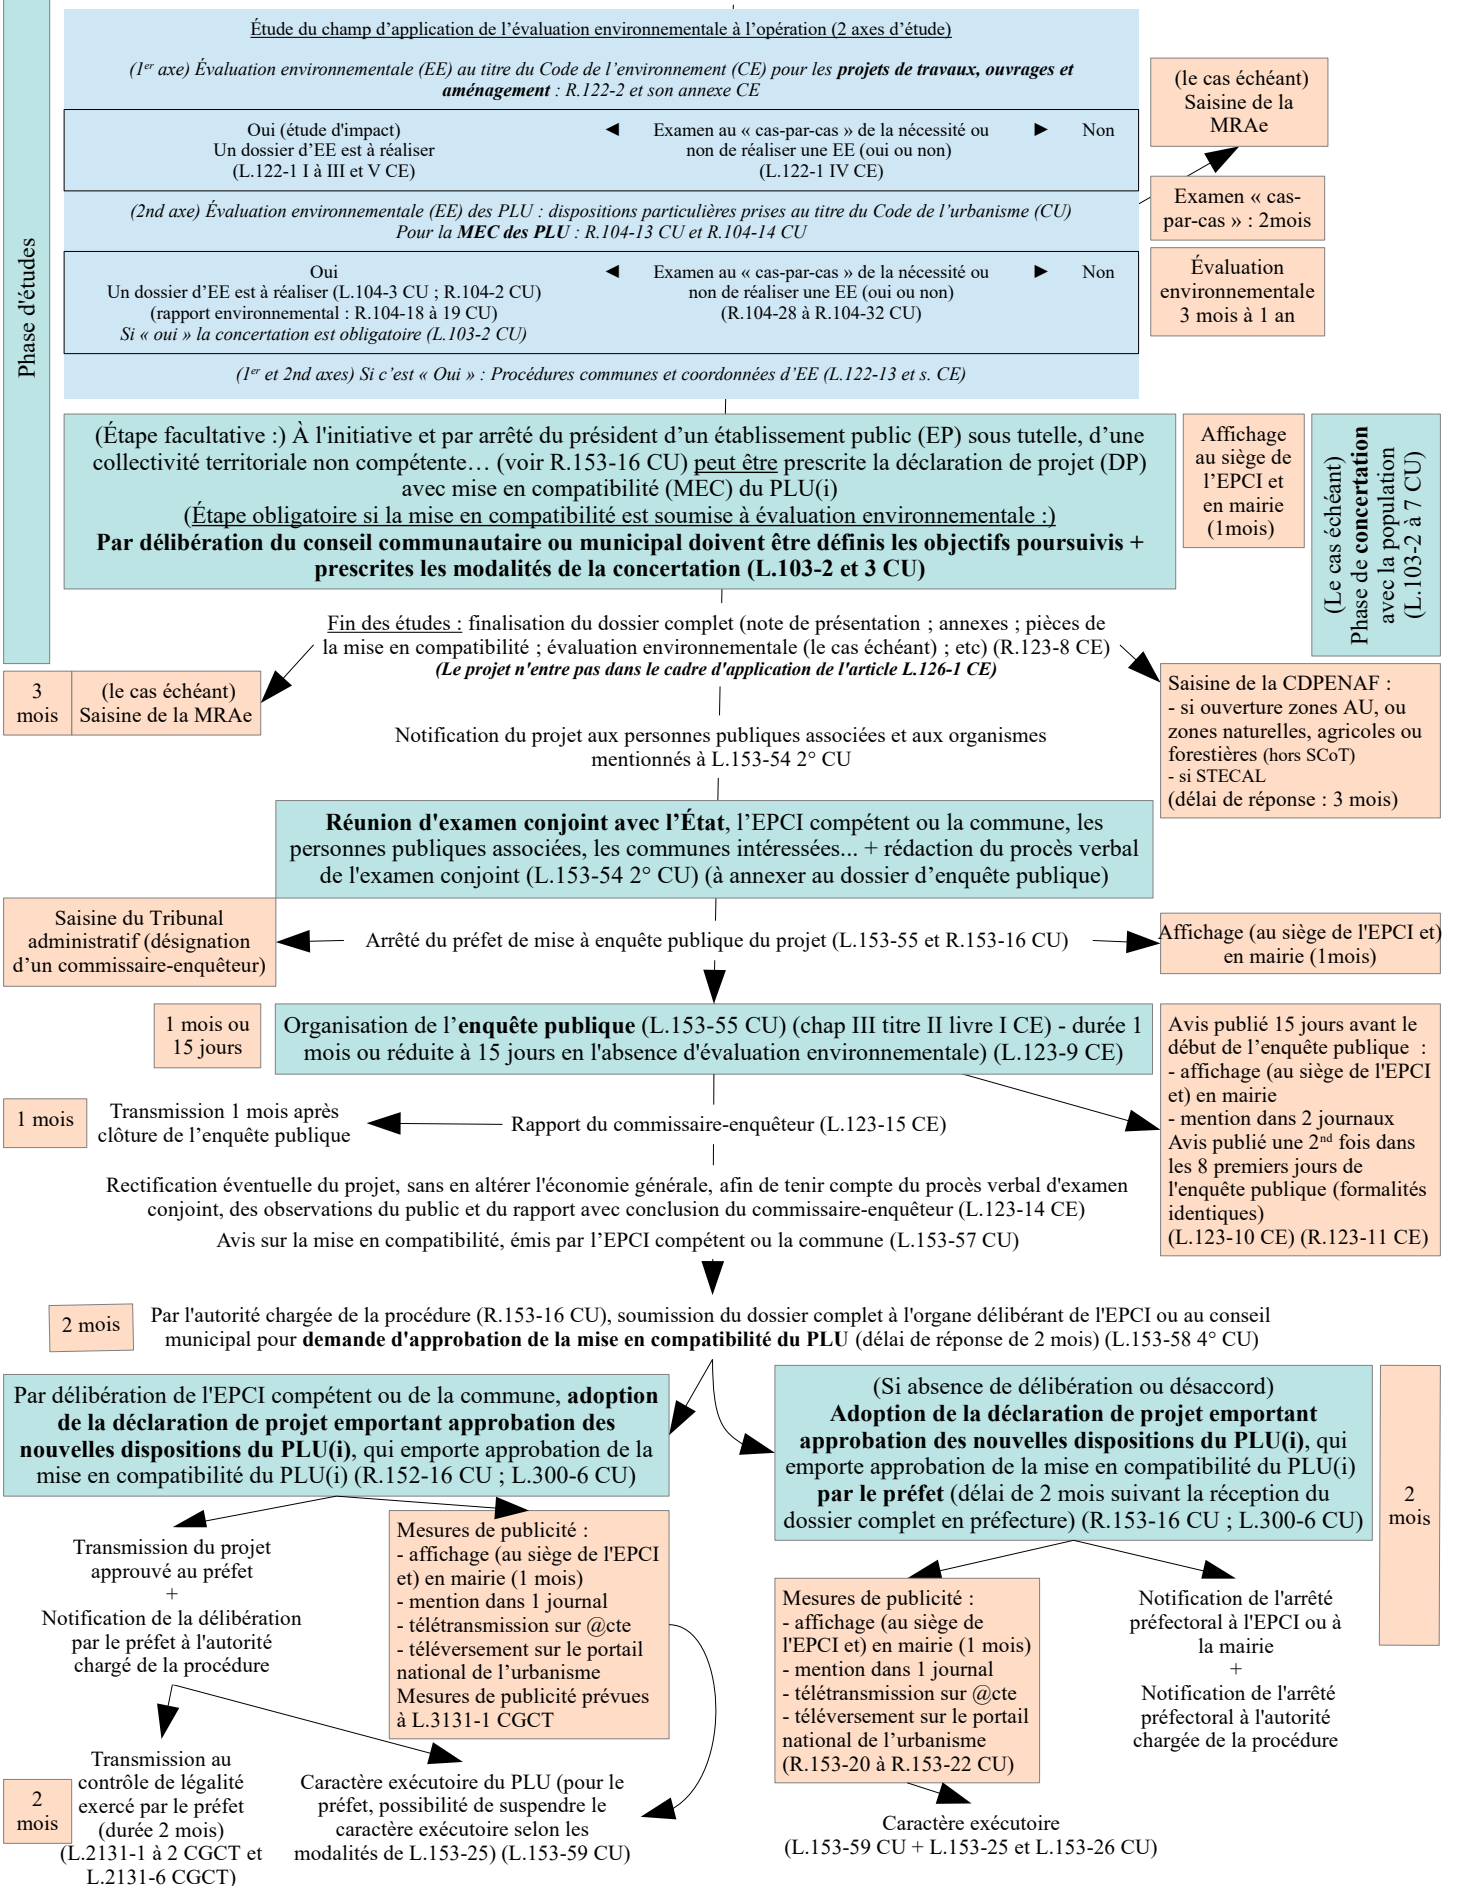 Phase d'études
Étude du champ d'application de l'évaluation environnementale à l'opération (2 axes d'étude)
(1er axe) Évaluation environnementale (EE) au titre du Code de l'environnement (CE) pour les projets de travaux, ouvrages et
aménagement : R.122-2 et son annexe CE
Oui (étude d'impact)
Un dossier d'EE est à réaliser
(L.122-1 I à III et V CE)
◄ Examen au « cas-par-cas » de la nécessité ou ► Non
non de réaliser une EE (oui ou non)
(L.122-1 IV CE)
(2nd axe) Évaluation environnementale (EE) des PLU : dispositions particulières prises au titre du Code de l'urbanisme (CU)
Pour la MEC des PLU : R.104-13 CU et R.104-14 CU
Oui
Un dossier d'EE est à réaliser (L.104-3 CU ; R.104-2 CU)
(rapport environmental : R.104-18 à 19 CU)
Si « oui » la concertation est obligatoire (L.103-2 CU)
◄ Examen au « cas-par-cas » de la nécessité ou ► Non
non de réaliser une EE (oui ou non)
(R.104-28 à R.104-32 CU)
(1er et 2nd axes) Si c'est « Oui » : Procédures communes et coordonnées d'EE (L.122-13 et s. CE)
(le cas échéant)
Saisine de la
MRAe
Examen « cas-
par-cas » : 2mois
Évaluation
environnementale
3 mois à 1 an
(Étape facultative :) À l'initiative et par arrêté du président d'un établissement public (EP) sous tutelle, d'une
collectivité territoriale non compétente… (voir R.153-16 CU) peut être prescrite la déclaration de projet (DP)
avec mise en compatibilité (MEC) du PLU(i)
(Étape obligatoire si la mise en compatibilité est soumise à évaluation environnementale :)
Par délibération du conseil communautaire ou municipal doivent être définis les objectifs poursuivis +
prescrites les modalités de la concertation (L.103-2 et 3 CU)
Affichage
au siège de
l'EPCI et
en mairie
(1mois)
(Le cas échéant)
Phase de concertation
avec la population
(L.103-2 à 7 CU)
Fin des études : finalisation du dossier complet (note de présentation ; annexes ; pièces de
la mise en compatibilité ; évaluation environnementale (le cas échéant) ; etc) (R.123-8 CE)
(Le projet n'entre pas dans le cadre d'application de l'article L.126-1 CE)
3
mois
(le cas échéant)
Saisine de la MRAe
Saisine de la CDPENAF :
- si ouverture zones AU, ou
zones naturelles, agricoles ou
forestières (hors SCoT)
- si STECAL
(délai de réponse : 3 mois)
Notification du projet aux personnes publiques associées et aux organismes
mentionnés à L.153-54 2° CU
Réunion d'examen conjoint avec l'État, l'EPCI compétent ou la commune, les
personnes publiques associées, les communes intéressées... + rédaction du procès verbal
de l'examen conjoint (L.153-54 2° CU) (à annexer au dossier d'enquête publique)
Saisine du Tribunal
administratif (désignation
d'un commissaire-enquêteur)
Arrêté du préfet de mise à enquête publique du projet (L.153-55 et R.153-16 CU)
Affichage (au siège de l'EPCI et)
en mairie (1mois)
1 mois ou
15 jours
Organisation de l'enquête publique (L.153-55 CU) (chap III titre II livre I CE) - durée 1
mois ou réduite à 15 jours en l'absence d'évaluation environnementale) (L.123-9 CE)
Avis publié 15 jours avant le
début de l'enquête publique :
- affichage (au siège de l'EPCI
et) en mairie
- mention dans 2 journaux
Avis publié une 2nd fois dans
les 8 premiers jours de
l'enquête publique (formalités
identiques)
(L.123-10 CE) (R.123-11 CE)
1 mois
Transmission 1 mois après
clôture de l'enquête publique
Rapport du commissaire-enquêteur (L.123-15 CE)
Rectification éventuelle du projet, sans en altérer l'économie générale, afin de tenir compte du procès verbal d'examen
conjoint, des observations du public et du rapport avec conclusion du commissaire-enquêteur (L.123-14 CE)
Avis sur la mise en compatibilité, émis par l'EPCI compétent ou la commune (L.153-57 CU)
2 mois
Par l'autorité chargée de la procédure (R.153-16 CU), soumission du dossier complet à l'organe délibérant de l'EPCI ou au conseil
municipal pour demande d'approbation de la mise en compatibilité du PLU (délai de réponse de 2 mois) (L.153-58 4° CU)
Par délibération de l'EPCI compétent ou de la commune, adoption
de la déclaration de projet emportant approbation des
nouvelles dispositions du PLU(i), qui emporte approbation de la
mise en compatibilité du PLU(i) (R.152-16 CU ; L.300-6 CU)
(Si absence de délibération ou désaccord)
Adoption de la déclaration de projet emportant
approbation des nouvelles dispositions du PLU(i), qui
emporte approbation de la mise en compatibilité du PLU(i)
par le préfet (délai de 2 mois suivant la réception du
dossier complet en préfecture) (R.153-16 CU ; L.300-6 CU)
2
mois
Transmission du projet
approuvé au préfet
+
Notification de la délibération
par le préfet à l'autorité
chargé de la procédure
Mesures de publicité :
- affichage (au siège de l'EPCI
et) en mairie (1 mois)
- mention dans 1 journal
- télétransmission sur @cte
- téléversement sur le portail
national de l'urbanisme
Mesures de publicité prévues
à L.3131-1 CGCT
Mesures de publicité :
- affichage (au siège de
l'EPCI et) en mairie (1 mois)
- mention dans 1 journal
- télétransmission sur @cte
- téléversement sur le portail
national de l'urbanisme
(R.153-20 à R.153-22 CU)
Notification de l'arrêté
préfectoral à l'EPCI ou à
la mairie
+
Notification de l'arrêté
préfectoral à l'autorité
chargée de la procédure
2
mois
Transmission au
contrôle de légalité
exercé par le préfet
(durée 2 mois)
(L.2131-1 à 2 CGCT et
L.2131-6 CGCT)
Caractère exécutoire du PLU (pour le
préfet, possibilité de suspendre le
caractère exécutoire selon les
modalités de L.153-25) (L.153-59 CU)
Caractère exécutoire
(L.153-59 CU + L.153-25 et L.153-26 CU)